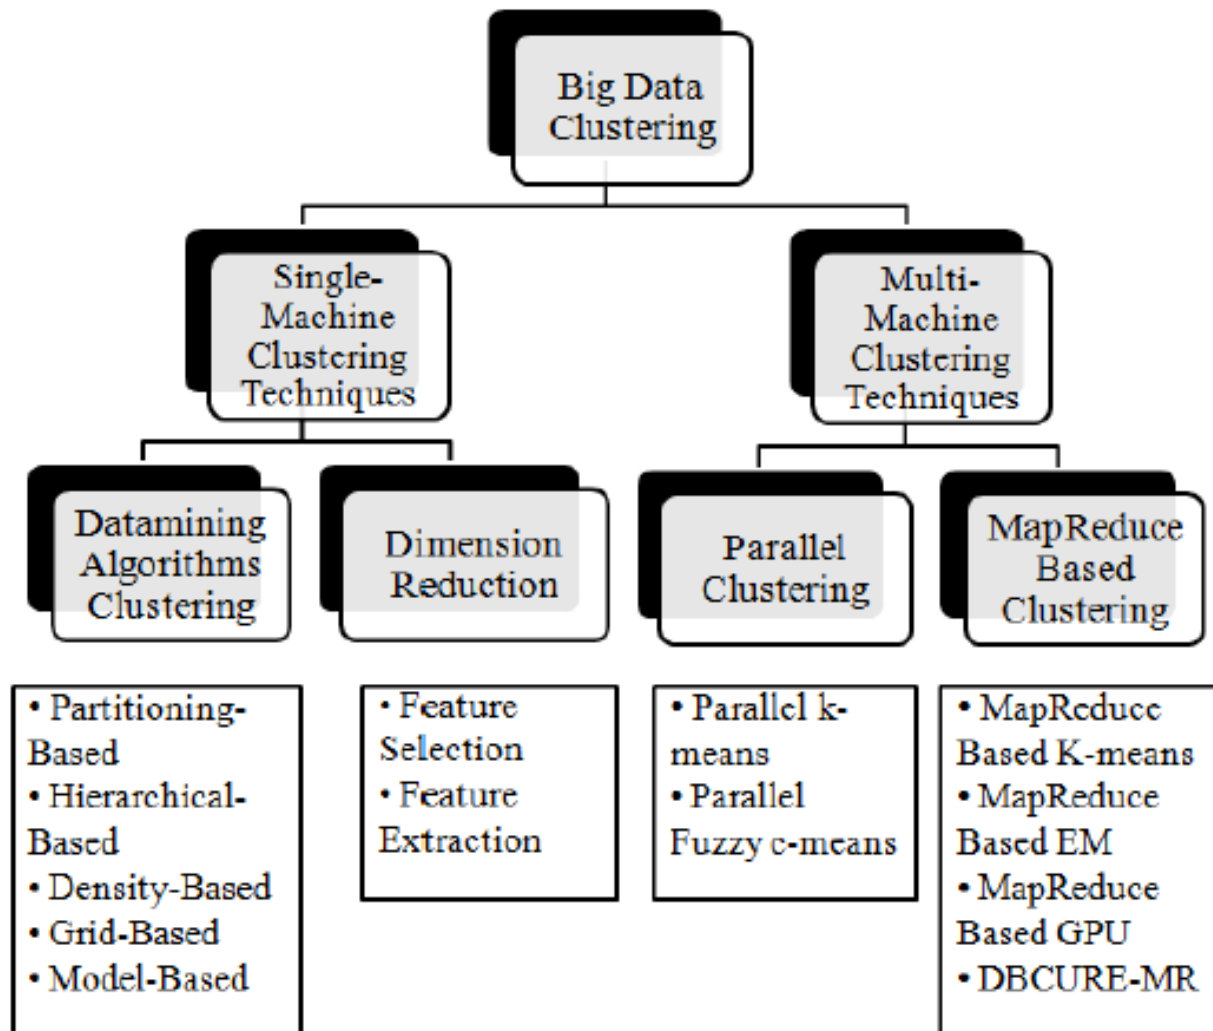 Big Data
Clustering
Single-
Machine
Clustering
Techniques
Multi-
Machine
Clustering
Techniques
Datamining
Algorithms
Clustering
Dimension
Reduction
Parallel
Clustering
MapReduce
Based
Clustering
• Partitioning-
Based
• Hierarchical-
Based
• Density-Based
• Grid-Based
• Model-Based
• Feature
Selection
• Feature
Extraction
• Parallel k-
means
• Parallel
Fuzzy c-means
• MapReduce
Based K-means
• MapReduce
Based EM
• MapReduce
Based GPU
• DBCURE-MR